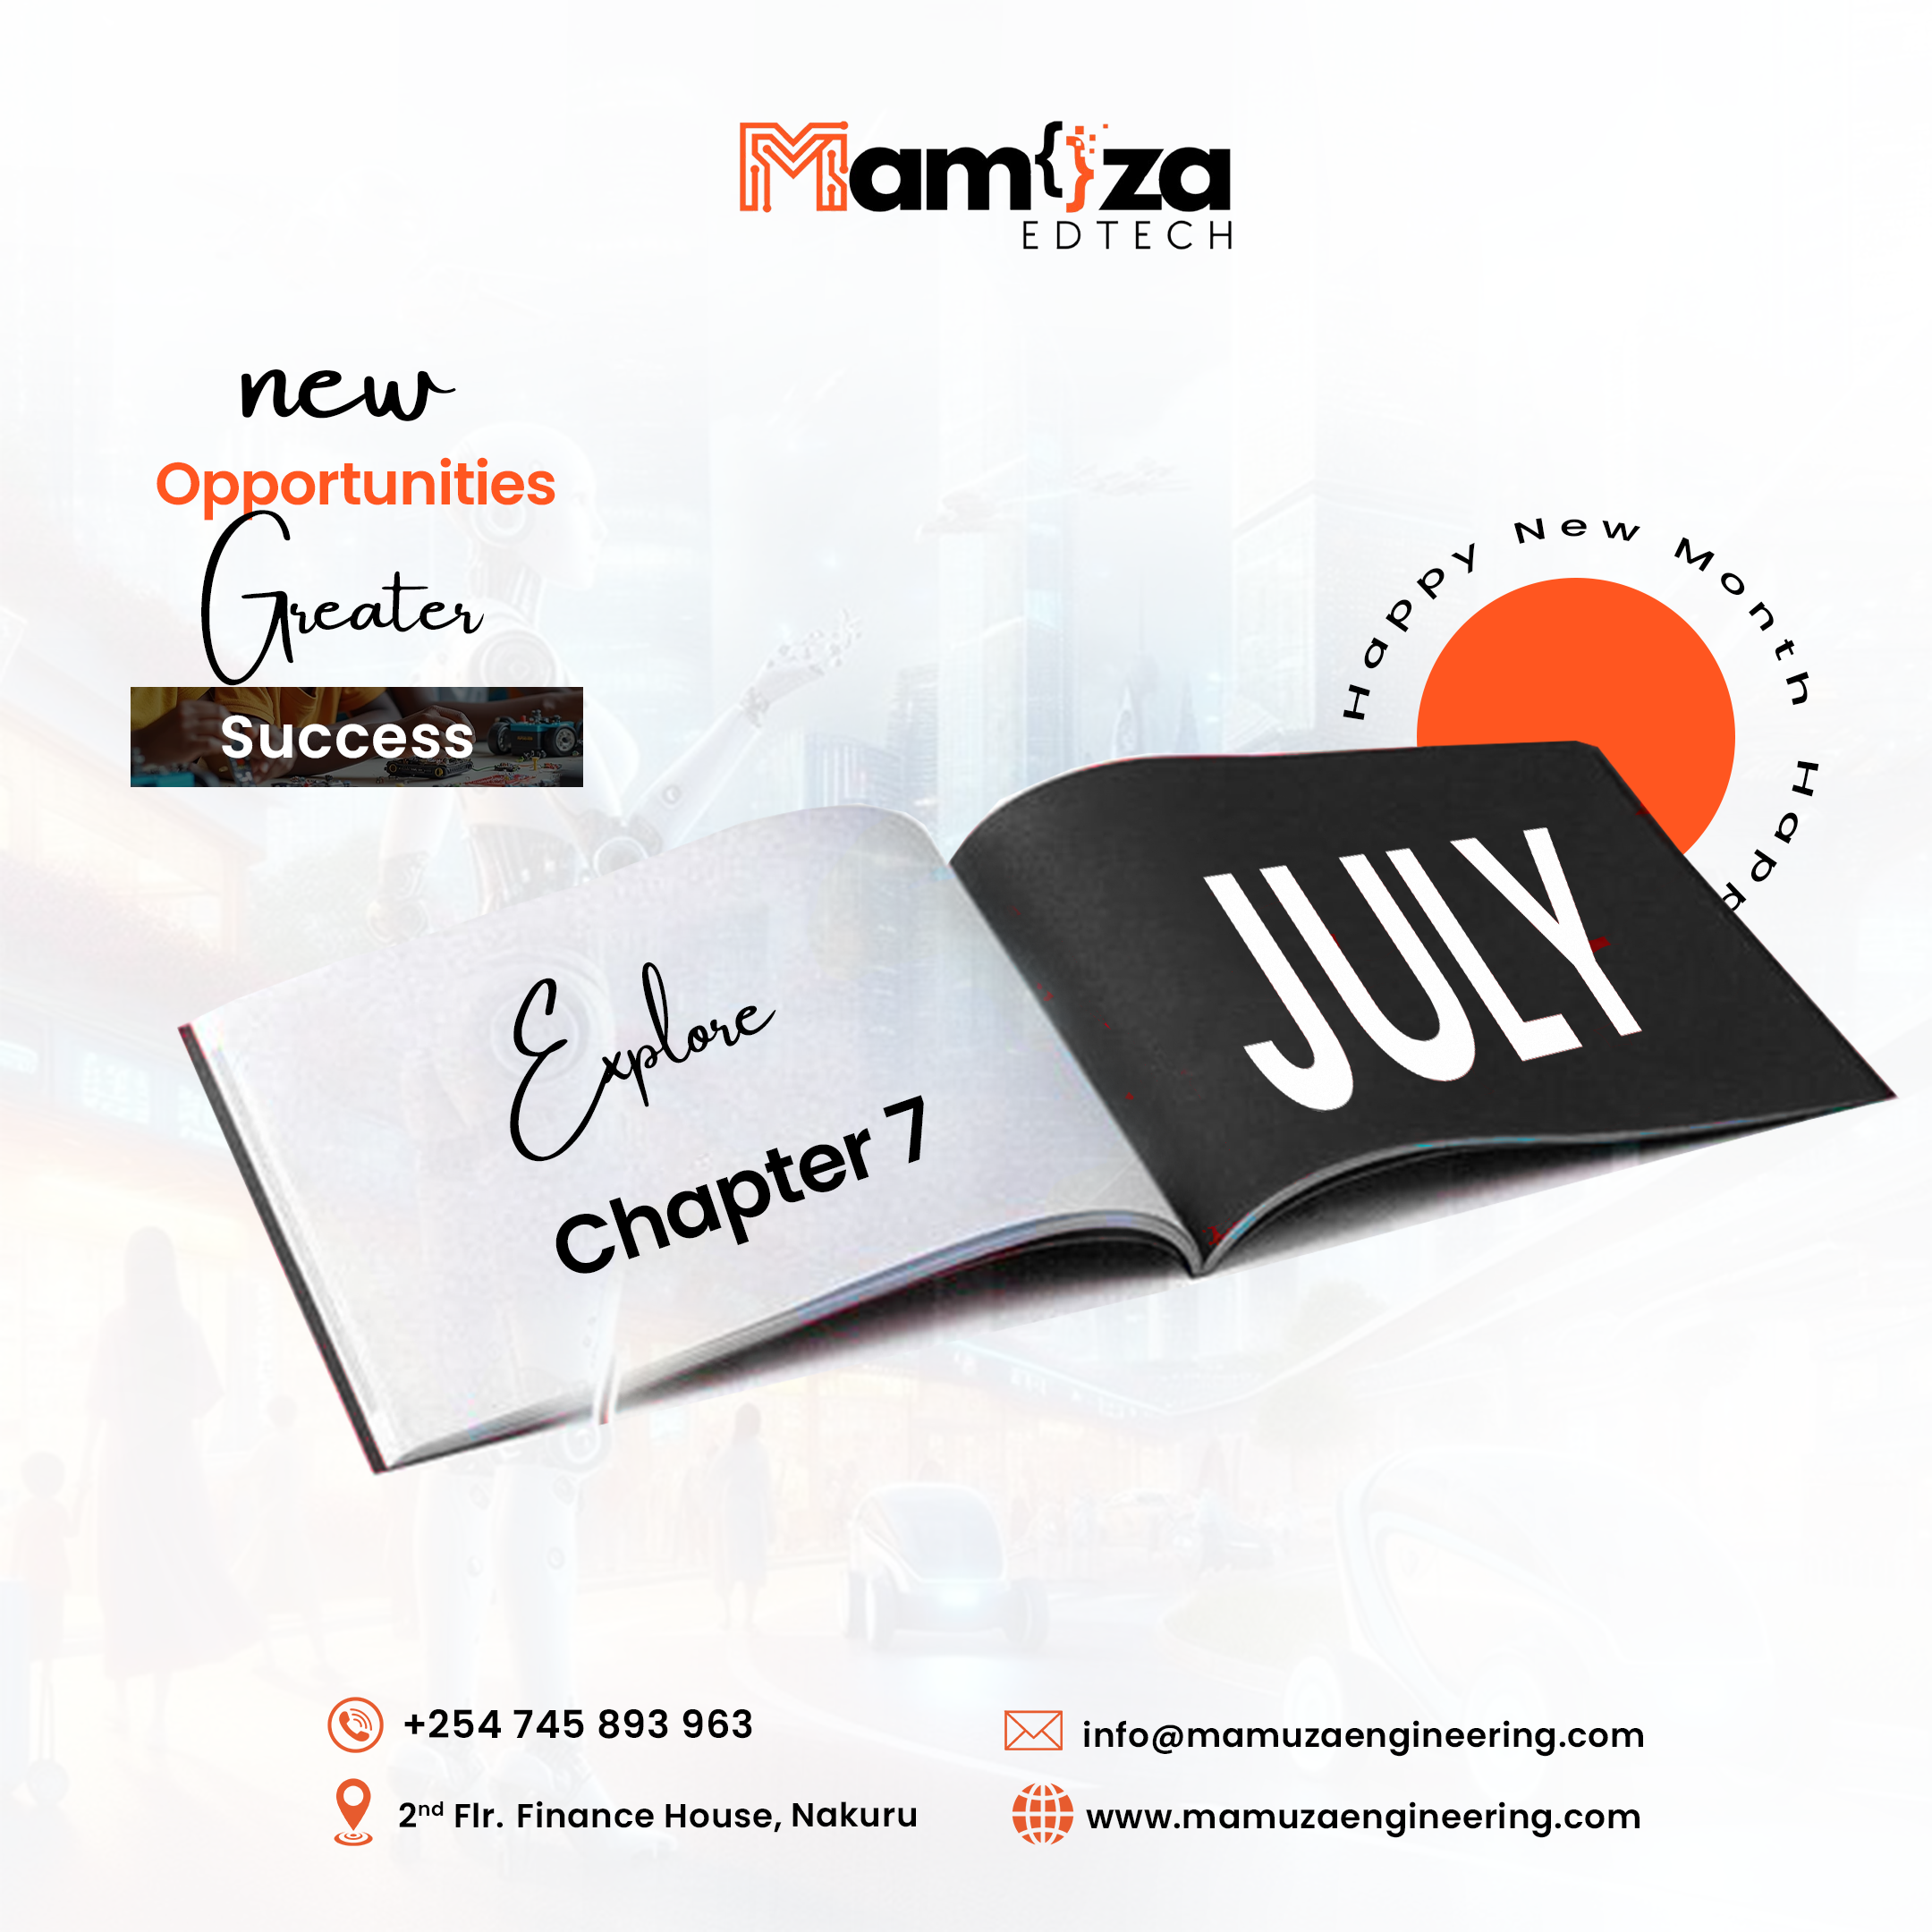 Mam{}za
EDTECH
new
Opportunities
Greater
Success
Happy New Month Happ
JULY
Explore
Chapter 7
+254 745 893 963
info@mamuzaengineering.com
2nd Flr. Finance House, Nakuru
www.mamuzaengineering.com